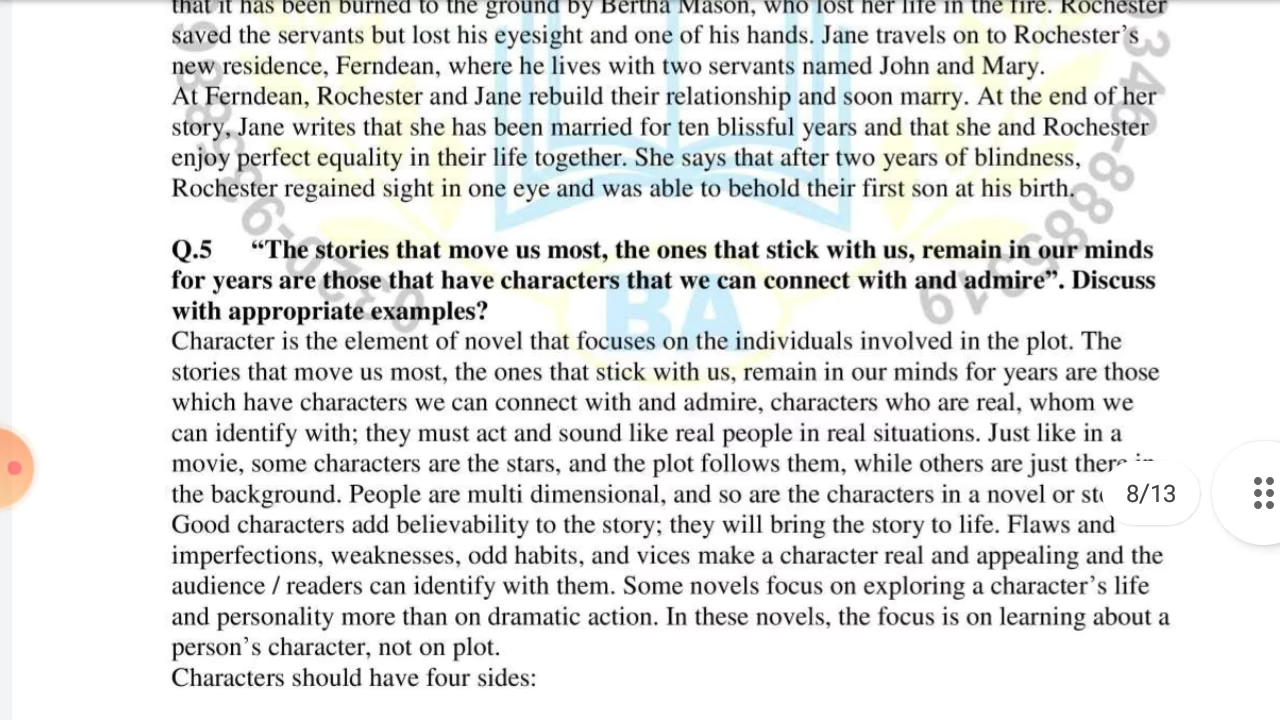 that it has been burned to the ground by Bertha Mason, who lost her life in the fire. Rochester
saved the servants but lost his eyesight and one of his hands. Jane travels on to Rochester’s
new residence, Ferndean, where he lives with two servants named John and Mary.
At Ferndean, Rochester and Jane rebuild their relationship and soon marry. At the end of her
story, Jane writes that she has been married for ten blissful years and that she and Rochester
enjoy perfect equality in their life together. She says that after two years of blindness,
Rochester regained sight in one eye and was able to behold their first son at his birth.
Q.5 “The stories that move us most, the ones that stick with us, remain in our minds
for years are those that have characters that we can connect with and admire”. Discuss
with appropriate examples?
Character is the element of novel that focuses on the individuals involved in the plot. The
stories that move us most, the ones that stick with us, remain in our minds for years are those
which have characters we can connect with and admire, characters who are real, whom we
can identify with; they must act and sound like real people in real situations. Just like in a
movie, some characters are the stars, and the plot follows them, while others are just there in
the background. People are multi dimensional, and so are the characters in a novel or
8/13
Good characters add believability to the story; they will bring the story to life. Flaws and
imperfections, weaknesses, odd habits, and vices make a character real and appealing and the
audience / readers can identify with them. Some novels focus on exploring a character’s life
and personality more than on dramatic action. In these novels, the focus is on learning about a
person’s character, not on plot.
Characters should have four sides:
BA